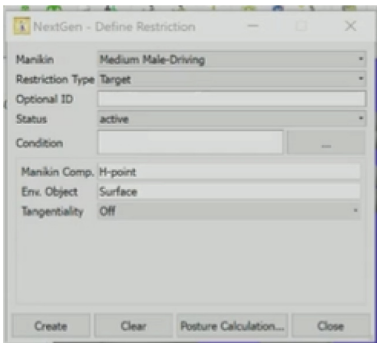 NextGen - Define Restriction
Manikin Medium Male-Driving
Restriction Type Target
Optional ID
Status active
Condition ...
Manikin Comp. H-point
Env. Object Surface
Tangentiality Off
Create Clear Posture Calculation... Close